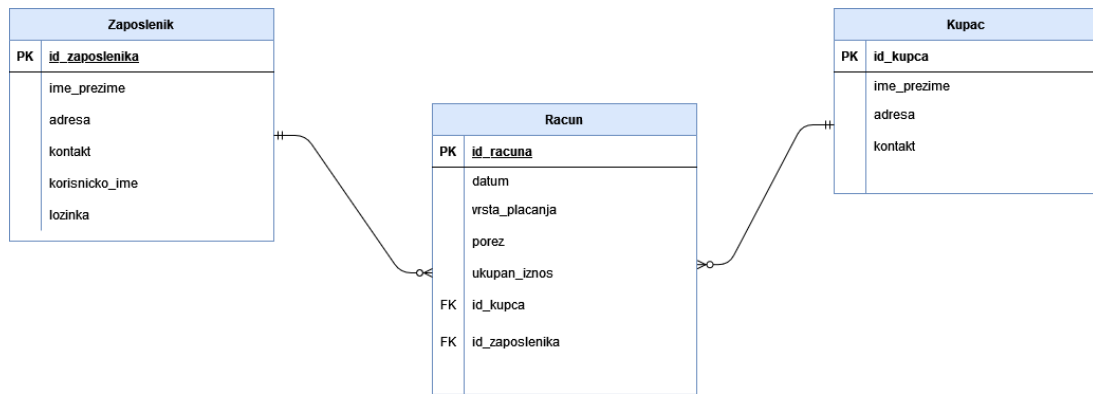 Zaposlenik
PK id_zaposlenika
ime_prezime
adresa
kontakt
korisnicko_ime
lozinka
Racun
PK id_racuna
datum
vrsta_placanja
porez
ukupan_iznos
FK id_kupca
FK id_zaposlenika
Kupac
PK id_kupca
ime_prezime
adresa
kontakt